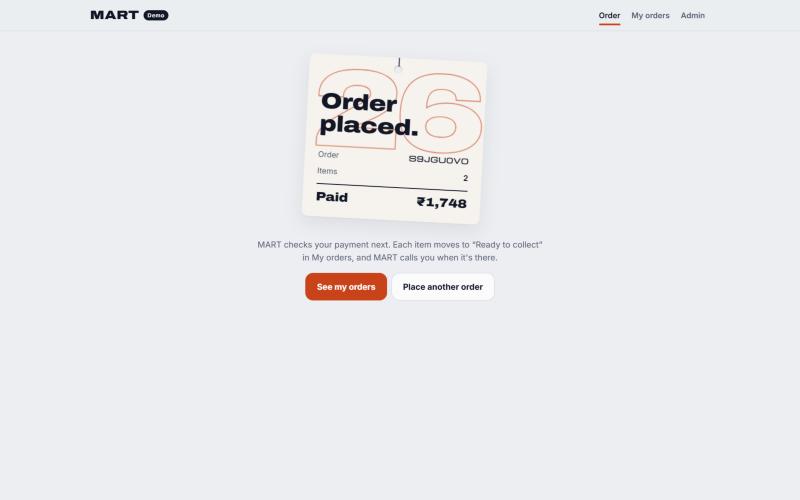 MART Demo
Order My orders Admin
26
Order
placed.
Order S9JGUOVO
Items 2
Paid ₹1,748
MART checks your payment next. Each item moves to “Ready to collect”
in My orders, and MART calls you when it's there.
See my orders Place another order